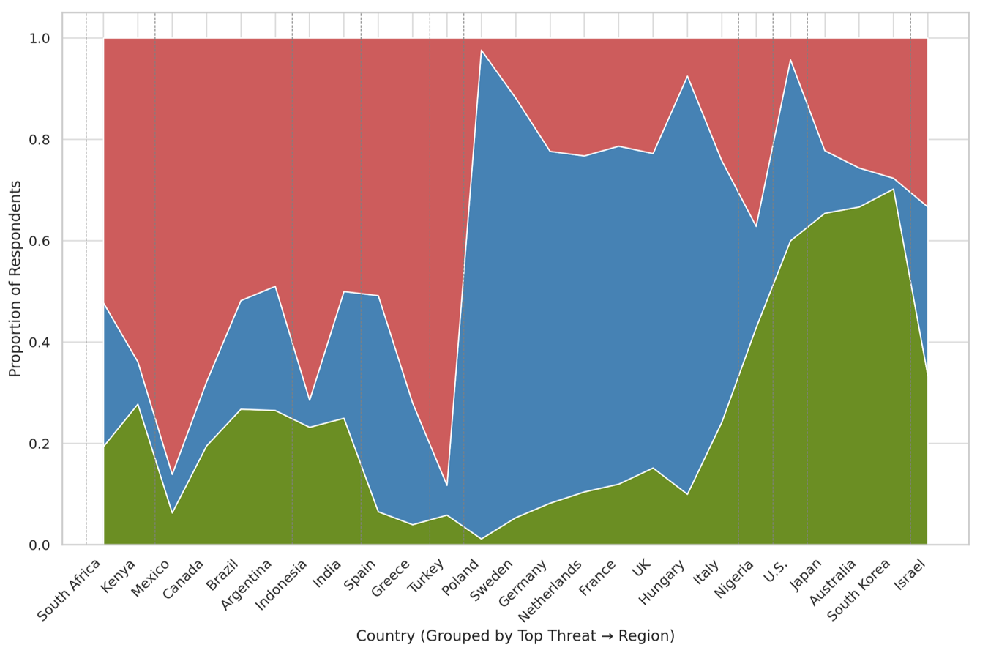 1.0
0.8
0.6
0.4
0.2
0.0
Proportion of Respondents
South Africa
Kenya
Mexico
Canada
Brazil
Argentina
Indonesia
India
Spain
Greece
Turkey
Poland
Sweden
Germany
Netherlands
France
UK
Hungary
Italy
Nigeria
U.S.
Japan
Australia
South Korea
Israel
Country (Grouped by Top Threat → Region)